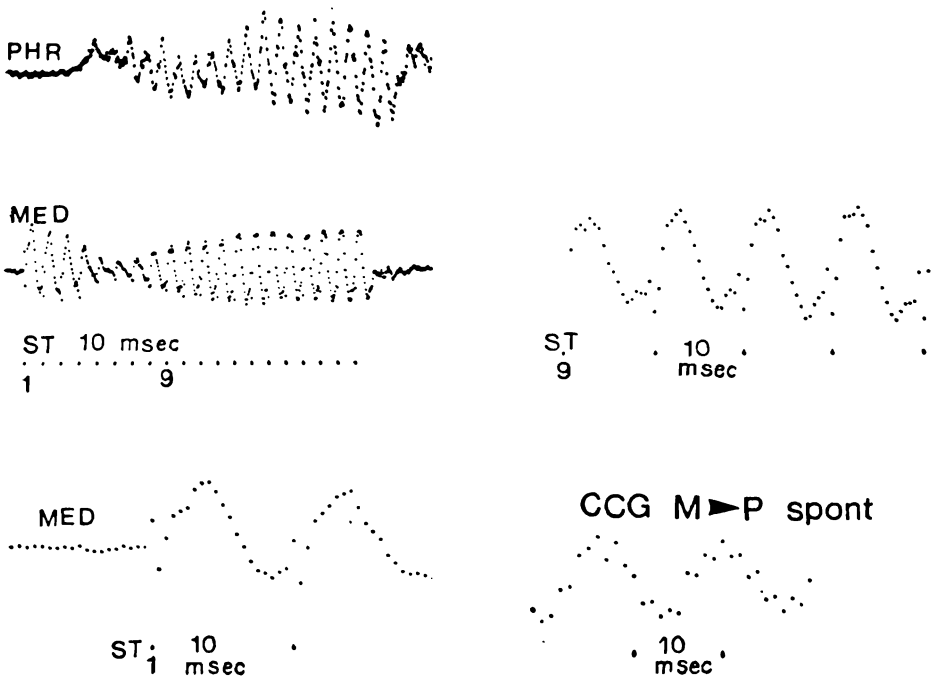 PHR
MED
ST 10 msec
1 9
ST 10
9 msec
MED
ST 10
1 msec
CCG M►P spont
10
msec